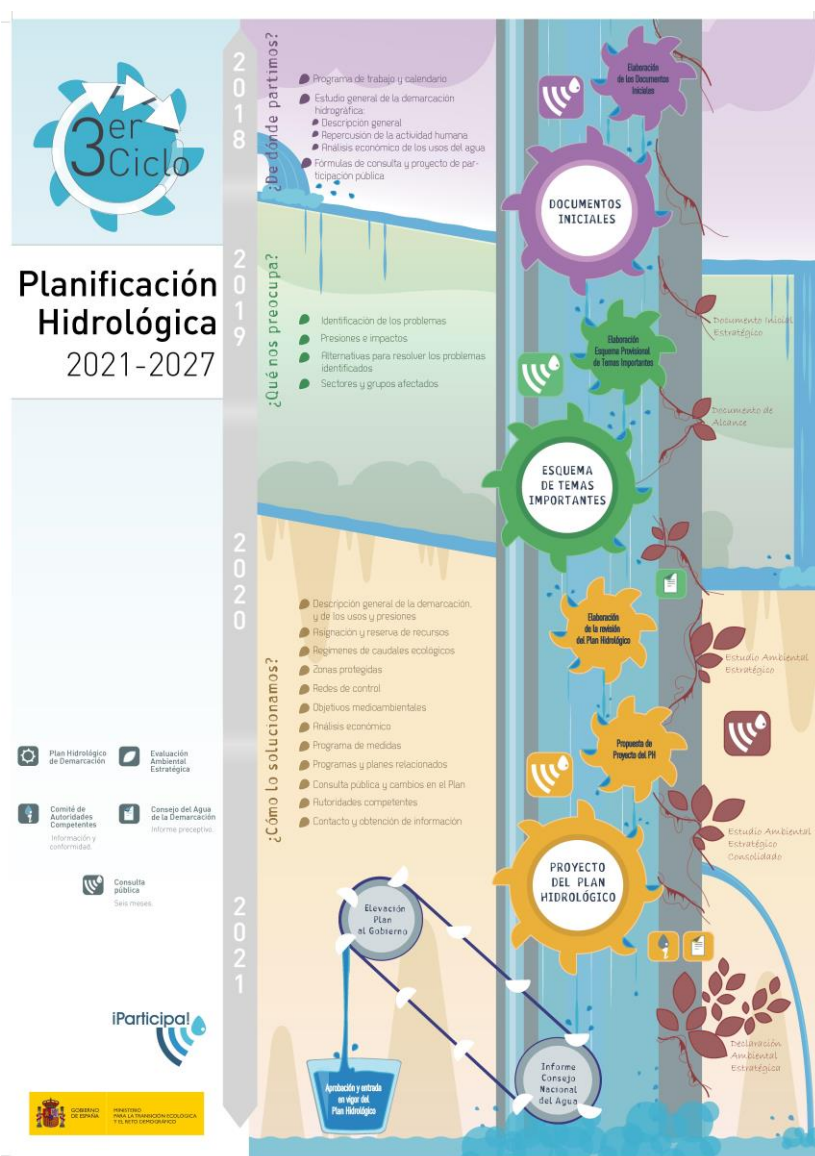 3er
Ciclo
Planificación
Hidrológica
2021-2027
2018
¿De dónde partimos?
Programa de trabajo y calendario
Estudio general de la demarcación
hidrográfica:
Descripción general
Repercusión de la actividad humana
Análisis económico de los usos del agua
Fórmulas de consulta y proyecto de par-
ticipación pública
Elaboración
de los Documentos
Iniciales
DOCUMENTOS
INICIALES
2019
¿Qué nos preocupa?
Identificación de los problemas
Presiones e impactos
Alternativas para resolver los problemas
identificados
Sectores y grupos afectados
Elaboración
Esquema Provisional
de Temas Importantes
Documento Inicial
Estratégico
Documento de
Alcance
ESQUEMA
DE TEMAS
IMPORTANTES
2020
¿Cómo lo solucionamos?
Descripción general de la demarcación,
y de los usos y presiones
Asignación y reserva de recursos
Regímenes de caudales ecológicos
Zonas protegidas
Redes de control
Objetivos medioambientales
Análisis económico
Programa de medidas
Programas y planes relacionados
Consulta pública y cambios en el Plan
Autoridades competentes
Contacto y obtención de información
Elaboración
de la revisión
del Plan Hidrológico
Estudio Ambiental
Estratégico
Propuesta de
Proyecto del PH
Estudio Ambiental
Estratégico
Consolidado
PROYECTO
DEL PLAN
HIDROLÓGICO
2021
Elevación
Plan
al Gobierno
Informe
Consejo
Nacional
del Agua
Aprobación y entrada
en vigor del
Plan Hidrológico
Declaración
Ambiental
Estratégica
Plan Hidrológico
de Demarcación
Evaluación
Ambiental
Estratégica
Comité de
Autoridades
Competentes
Información y
conformidad.
Consejo del Agua
de la Demarcación
Informe preceptivo.
Consulta
pública
Seis meses.
¡Participa!
GOBIERNO
DE ESPAÑA
MINISTERIO
PARA LA TRANSICIÓN ECOLÓGICA
Y EL RETO DEMOGRÁFICO